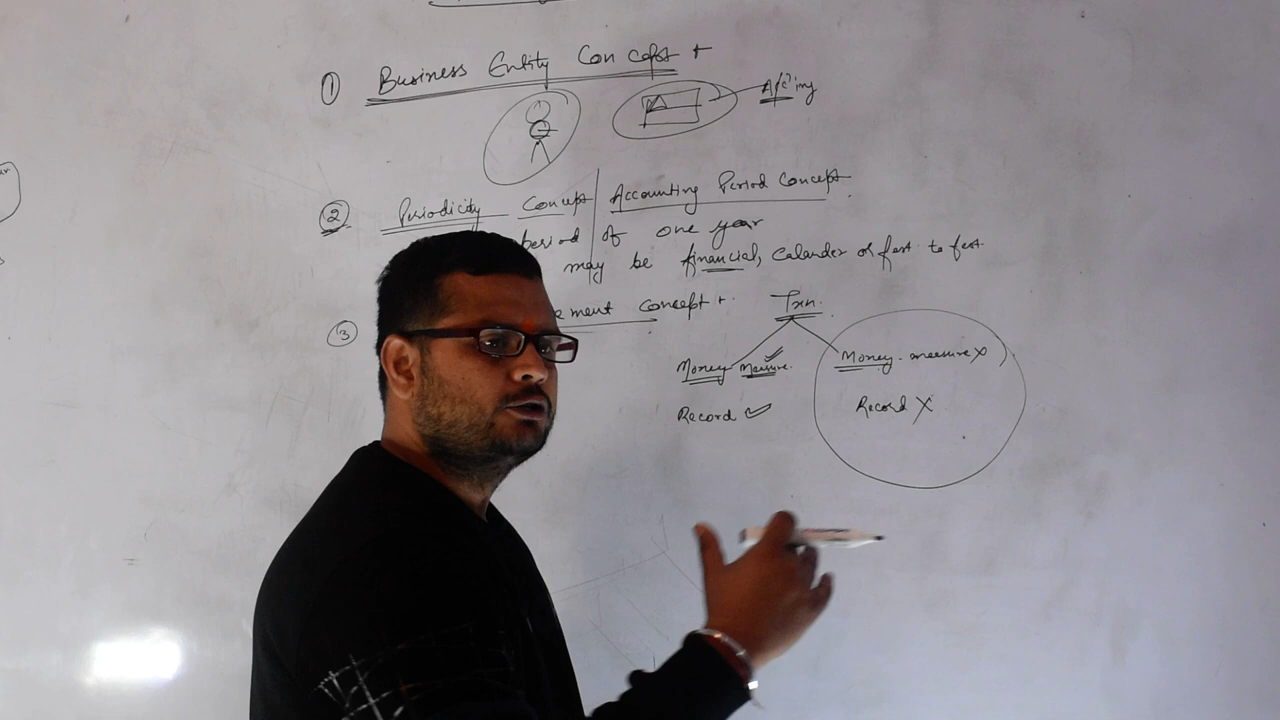 ① Business Entity Concept +
A/c'ing
② Periodicity Concept | Accounting Period Concept
period of one year
may be financial, Calander or fest to fest
③ ement Concept + Txn.
Money Measure. ✓ Money. measure X
Record ✓ Record X